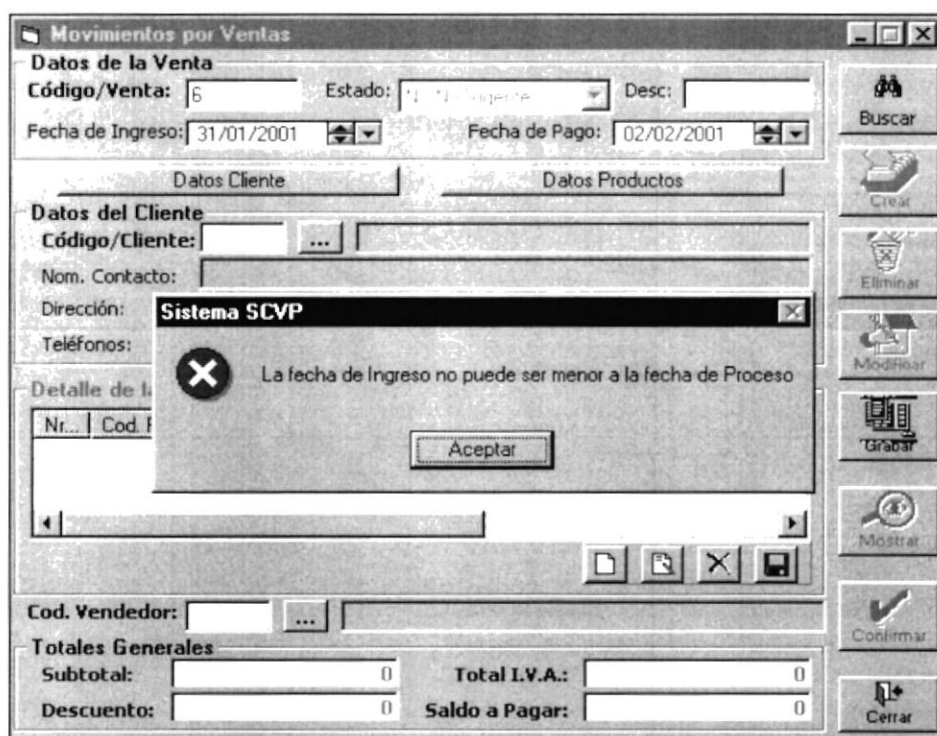 Movimientos por Ventas
Datos de la Venta
Código/Venta: 6 Estado: Desc:
Fecha de Ingreso: 31/01/2001 Fecha de Pago: 02/02/2001
Datos Cliente Datos Productos
Datos del Cliente
Código/Cliente: ...
Nom. Contacto:
Dirección:
Teléfonos:
Sistema SCVP
La fecha de Ingreso no puede ser menor a la fecha de Proceso
Aceptar
Detalle de
Nr... Cod.
Cod. Vendedor: ...
Totales Generales
Subtotal: 0 Total I.V.A.: 0
Descuento: 0 Saldo a Pagar: 0
Buscar
Crear
Eliminar
Modificar
Grabar
Mostrar
Confirmar
Cerrar